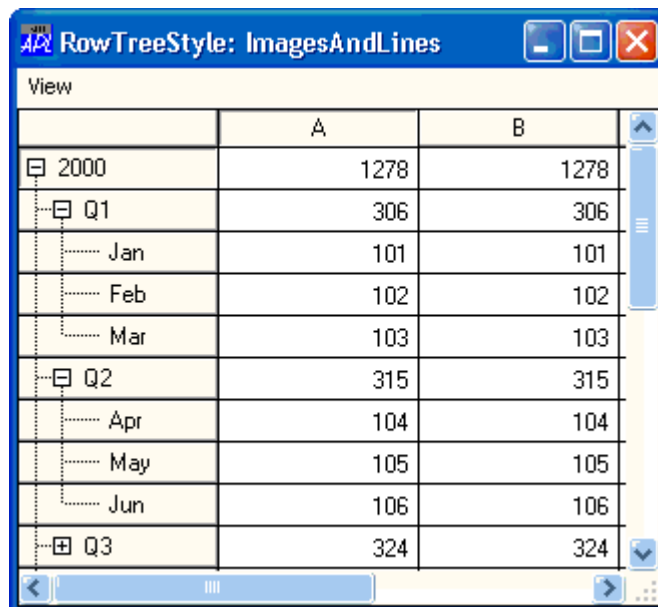 APL RowTreeStyle: ImagesAndLines
View
A B
2000 1278 1278
Q1 306 306
Jan 101 101
Feb 102 102
Mar 103 103
Q2 315 315
Apr 104 104
May 105 105
Jun 106 106
Q3 324 324